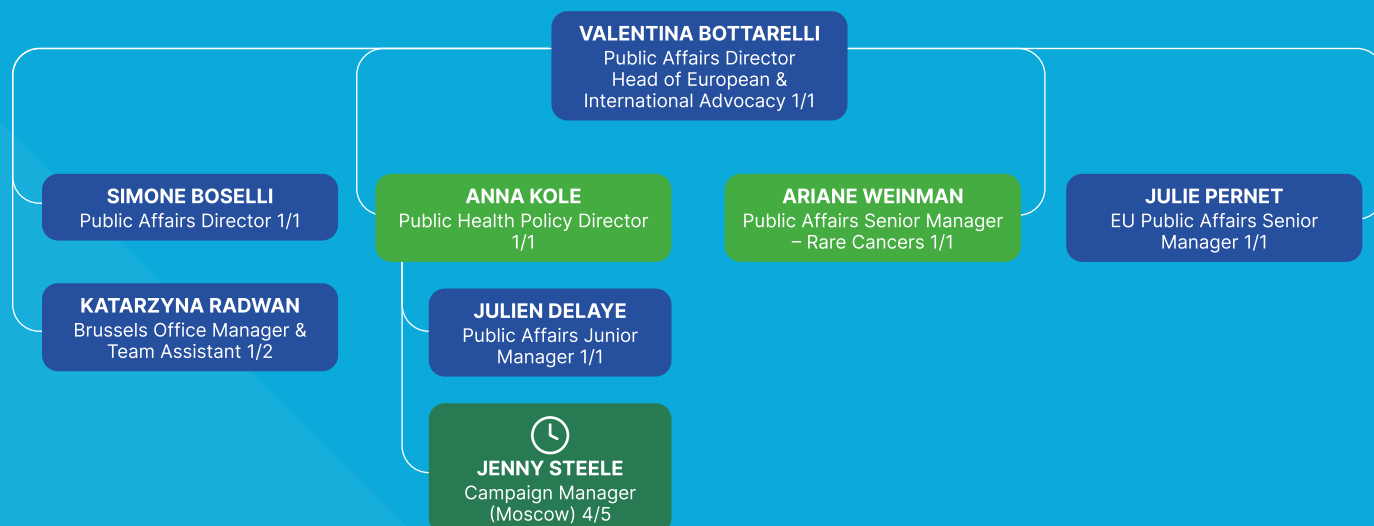 VALENTINA BOTTARELLI
Public Affairs Director
Head of European &
International Advocacy 1/1
SIMONE BOSELLI
Public Affairs Director 1/1
ANNA KOLE
Public Health Policy Director
1/1
ARIANE WEINMAN
Public Affairs Senior Manager
– Rare Cancers 1/1
JULIE PERNET
EU Public Affairs Senior
Manager 1/1
KATARZYNA RADWAN
Brussels Office Manager &
Team Assistant 1/2
JULIEN DELAYE
Public Affairs Junior
Manager 1/1
JENNY STEELE
Campaign Manager
(Moscow) 4/5